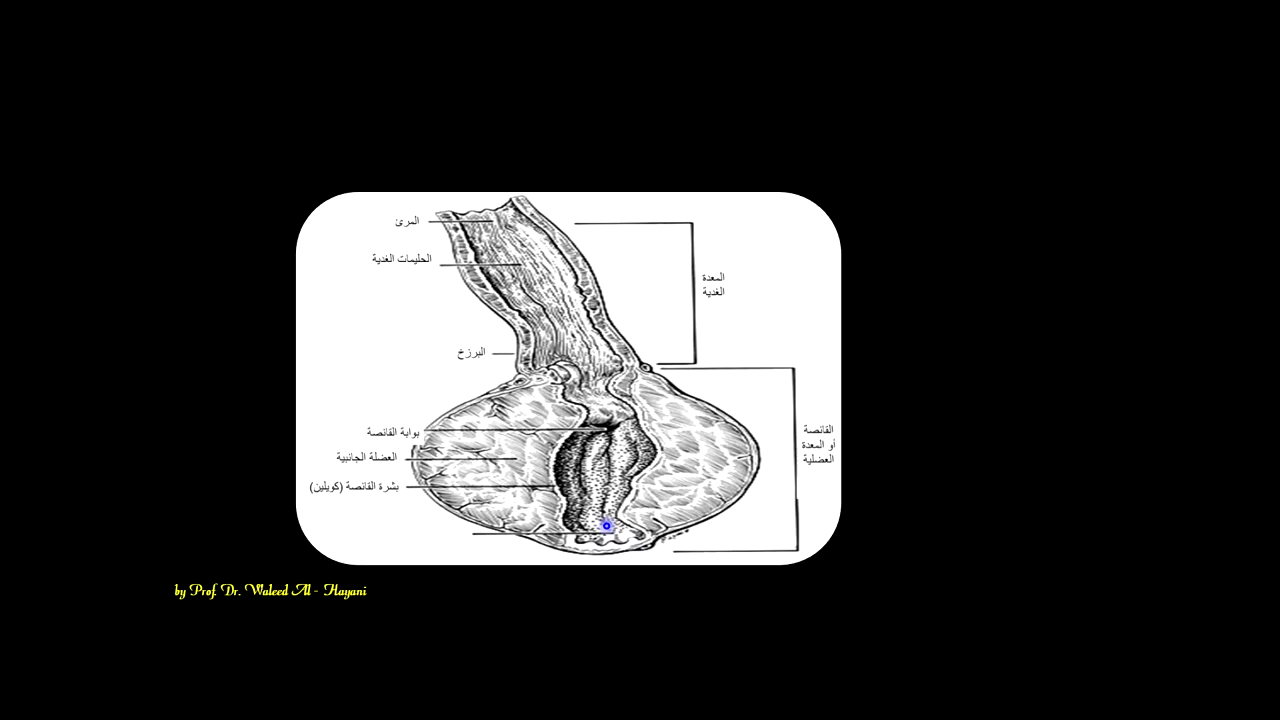 المرئ
الحليمات الغدية
المعدة
الغدية
البرزخ
بوابة القانصة
العضلة الجانبية
بشرة القانصة (كويلين)
القانصة
أو المعدة
العضلية
by Prof. Dr. Waleed Al - Hayani